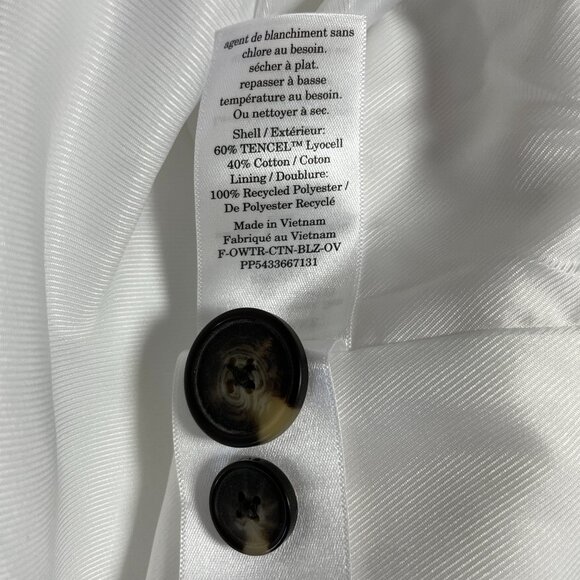 agent de blanchiment sans
chlore au besoin.
sécher à plat.
repasser à basse
température au besoin.
Ou nettoyer à sec.
Shell / Extérieur:
60% TENCEL™ Lyocell
40% Cotton / Coton
Lining / Doublure:
100% Recycled Polyester /
De Polyester Recyclé
Made in Vietnam
Fabriqué au Vietnam
F-OWTR-CTN-BLZ-OV
PP5433667131